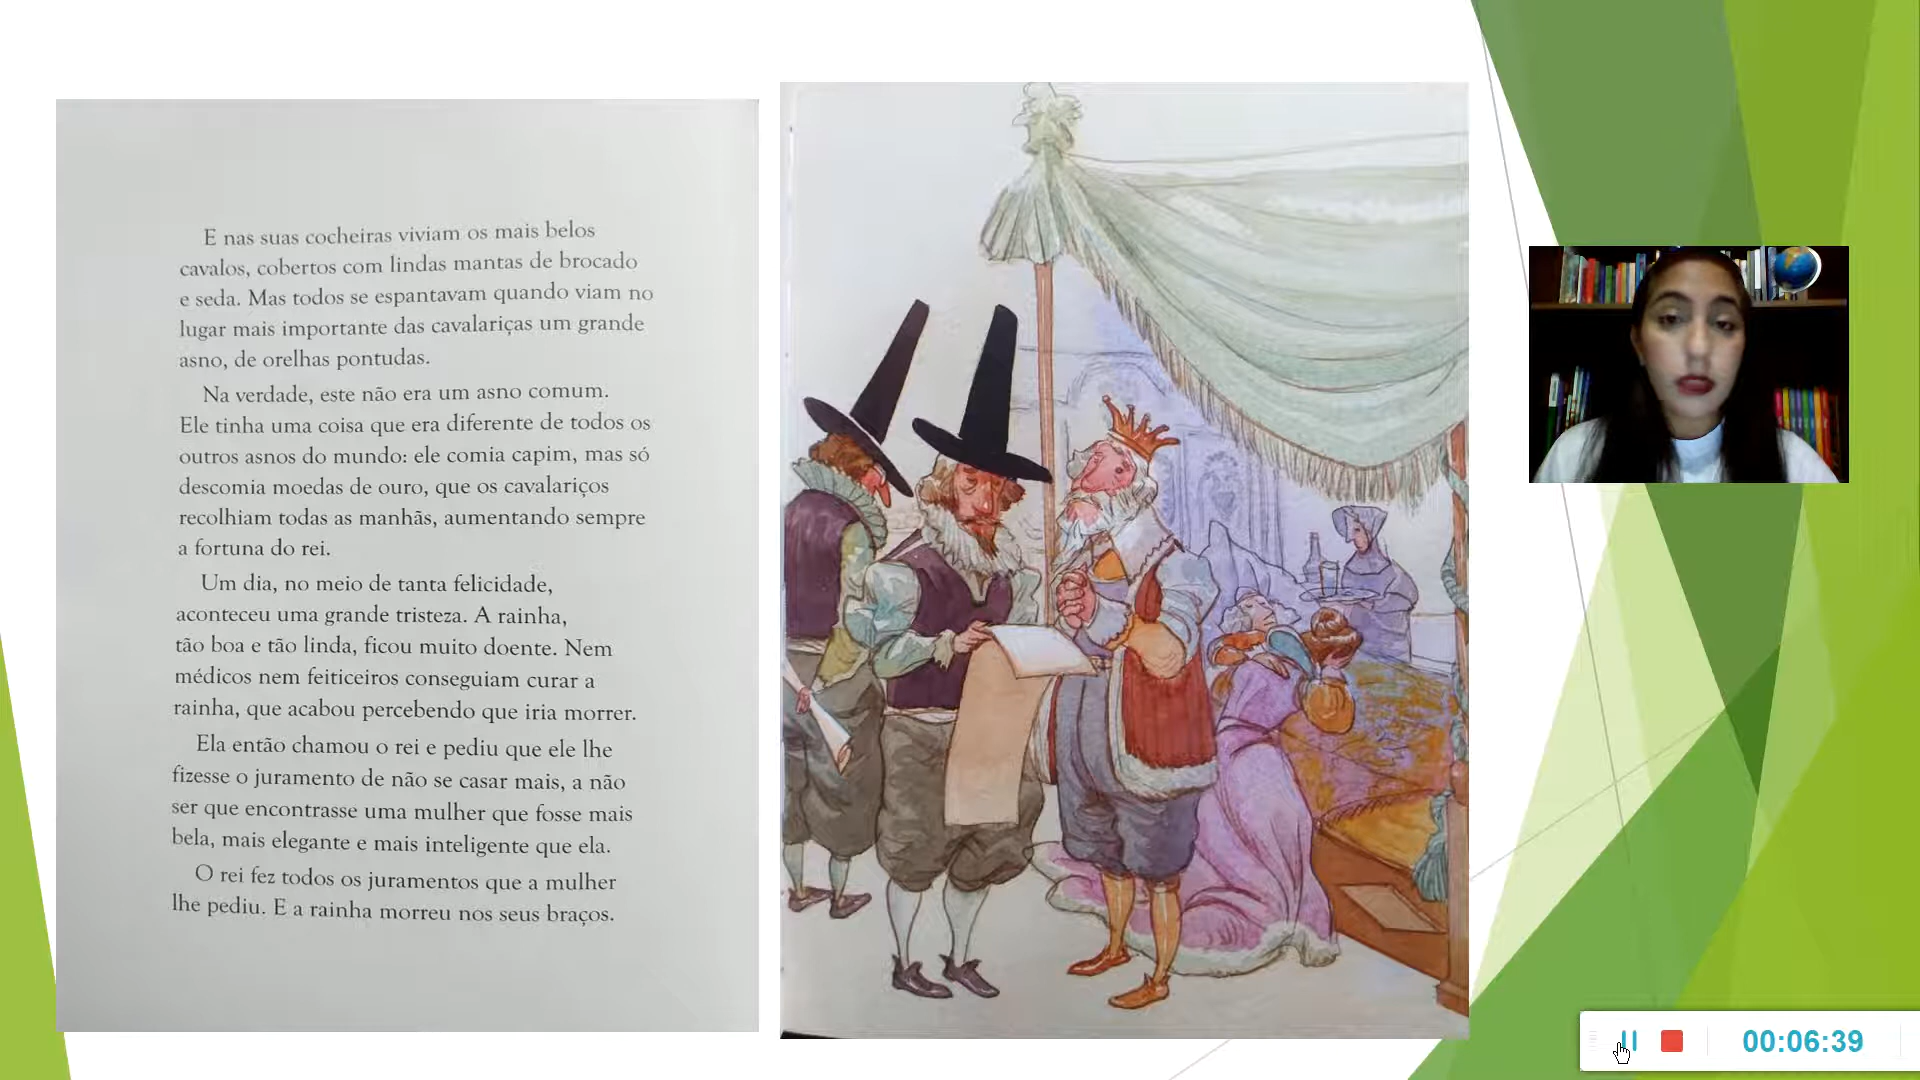 E nas suas cocheiras viviam os mais belos
cavalos, cobertos com lindas mantas de brocado
e seda. Mas todos se espantavam quando viam no
lugar mais importante das cavalariças um grande
asno, de orelhas pontudas.
Na verdade, este não era um asno comum.
Ele tinha uma coisa que era diferente de todos os
outros asnos do mundo: ele comia capim, mas só
descomia moedas de ouro, que os cavalariços
recolhiam todas as manhãs, aumentando sempre
a fortuna do rei.
Um dia, no meio de tanta felicidade,
aconteceu uma grande tristeza. A rainha,
tão boa e tão linda, ficou muito doente. Nem
médicos nem feiticeiros conseguiam curar a
rainha, que acabou percebendo que iria morrer.
Ela então chamou o rei e pediu que ele lhe
fizesse o juramento de não se casar mais, a não
ser que encontrasse uma mulher que fosse mais
bela, mais elegante e mais inteligente que ela.
O rei fez todos os juramentos que a mulher
lhe pediu. E a rainha morreu nos seus braços.
00:06:39